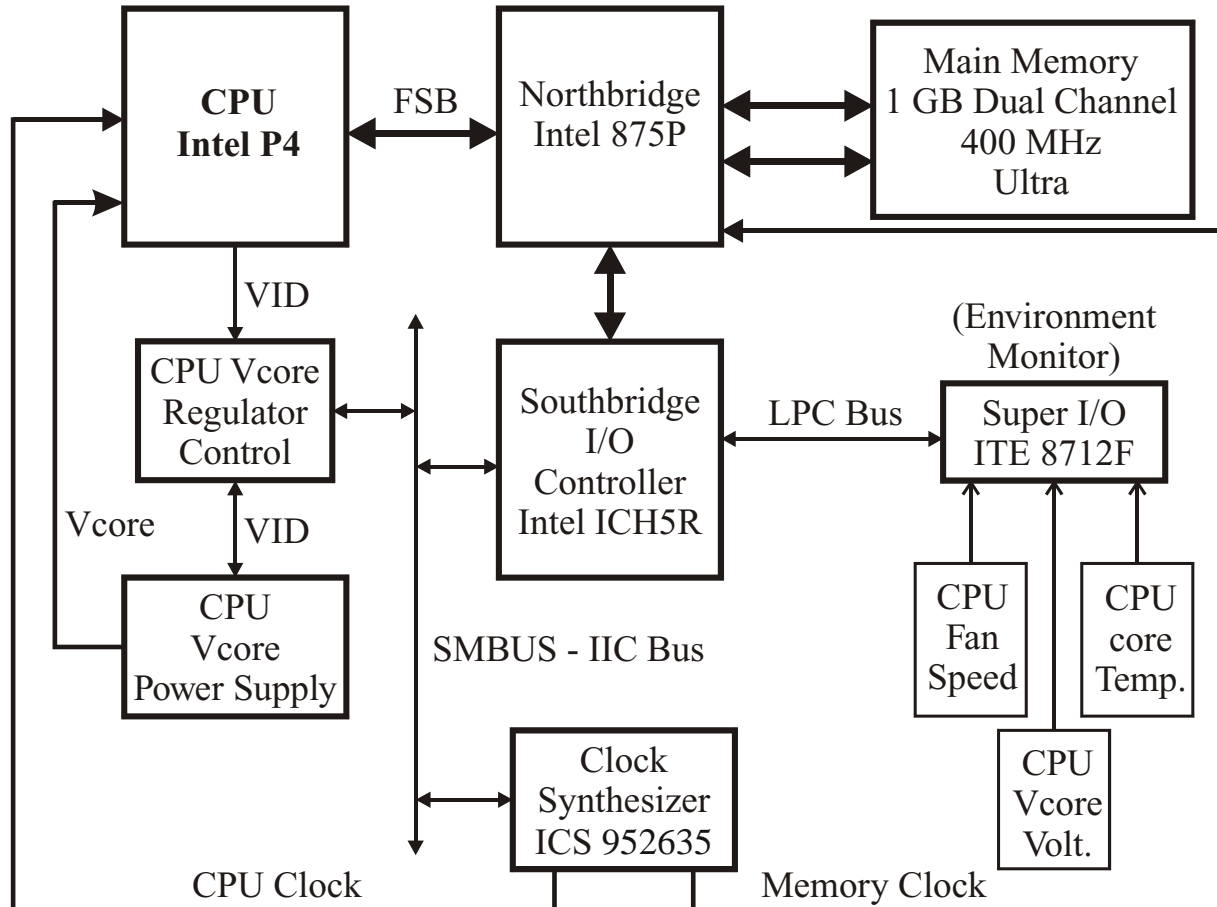 CPU
Intel P4
FSB
Northbridge
Intel 875P
Main Memory
1 GB Dual Channel
400 MHz
Ultra
VID
(Environment
Monitor)
CPU Vcore
Regulator
Control
Southbridge
I/O
Controller
Intel ICH5R
LPC Bus
Super I/O
ITE 8712F
Vcore
VID
CPU
Vcore
Power Supply
SMBUS - IIC Bus
CPU
Fan
Speed
CPU
core
Temp.
Clock
Synthesizer
ICS 952635
CPU
Vcore
Volt.
CPU Clock
Memory Clock